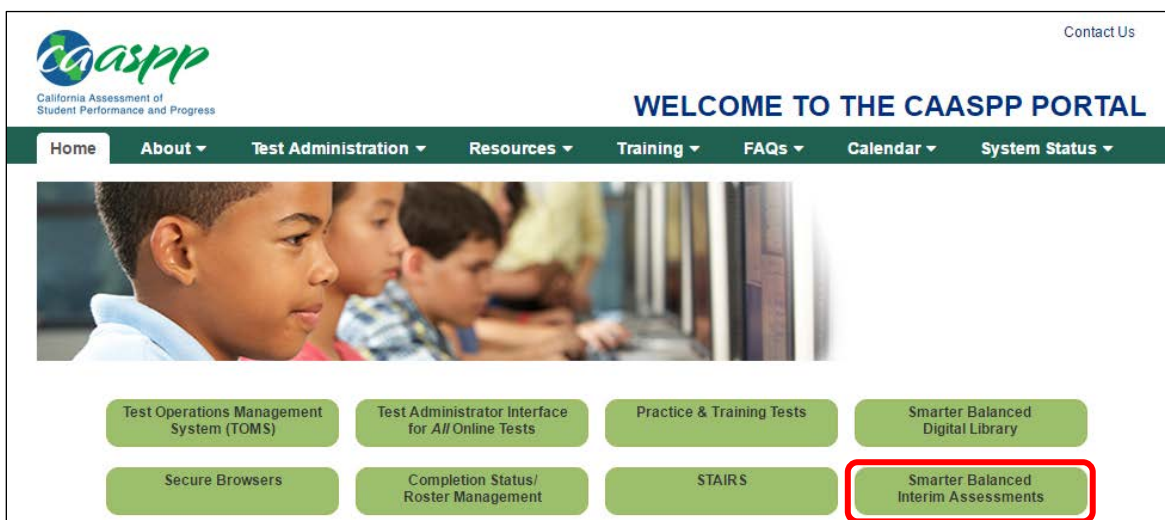 Contact Us
caaspp
California Assessment of
Student Performance and Progress
WELCOME TO THE CAASPP PORTAL
Home About Test Administration Resources Training FAQs Calendar System Status
Test Operations Management
System (TOMS)
Test Administrator Interface
for All Online Tests
Practice & Training Tests
Smarter Balanced
Digital Library
Secure Browsers
Completion Status/
Roster Management
STAIRS
Smarter Balanced
Interim Assessments